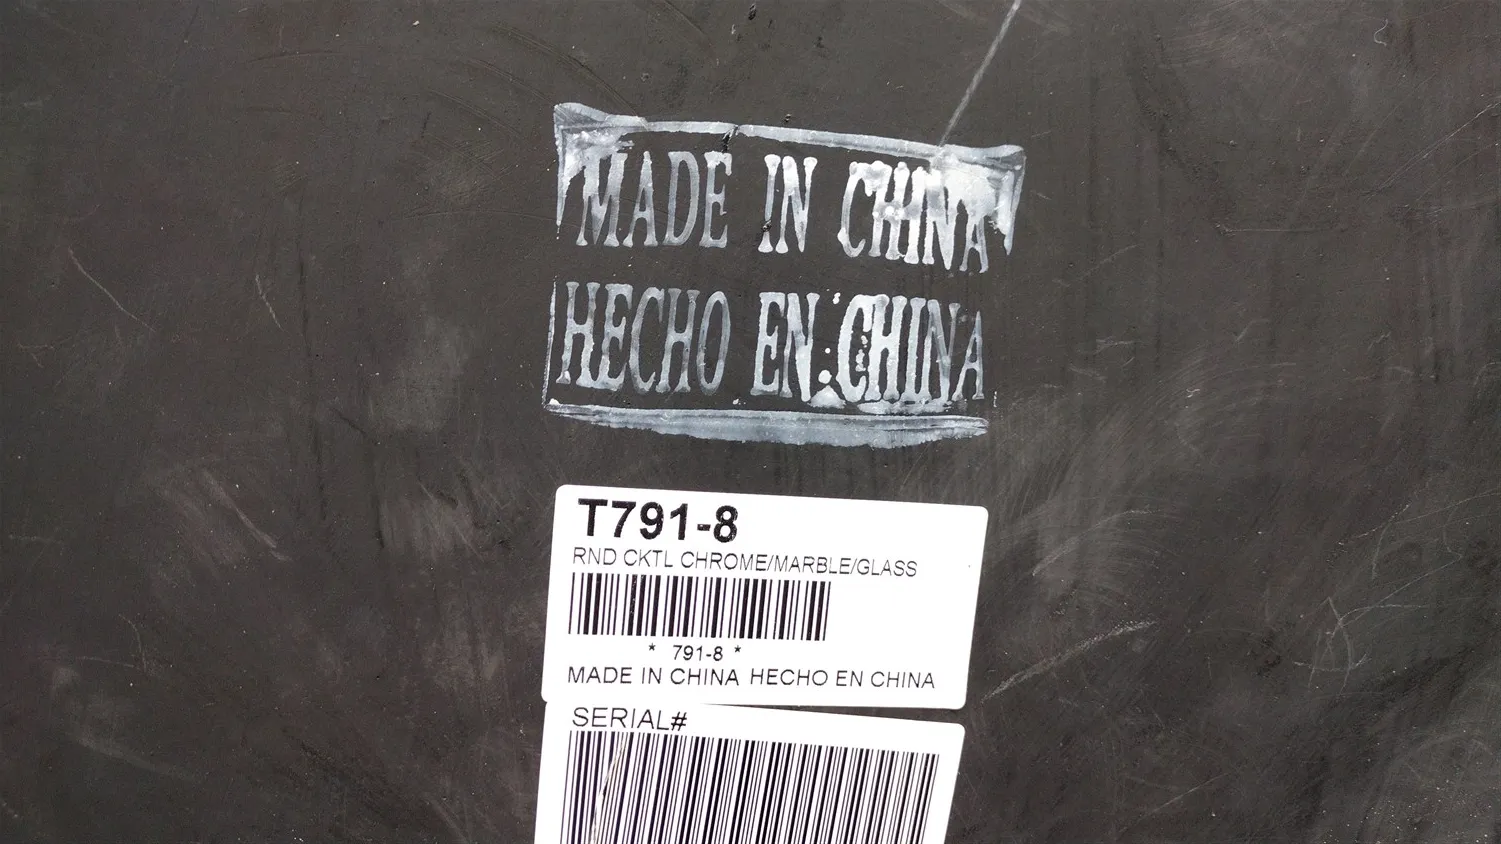 MADE IN CHINA
HECHO EN CHINA
T791-8
RND CKTL CHROME/MARBLE/GLASS
* 791-8 *
MADE IN CHINA HECHO EN CHINA
SERIAL#